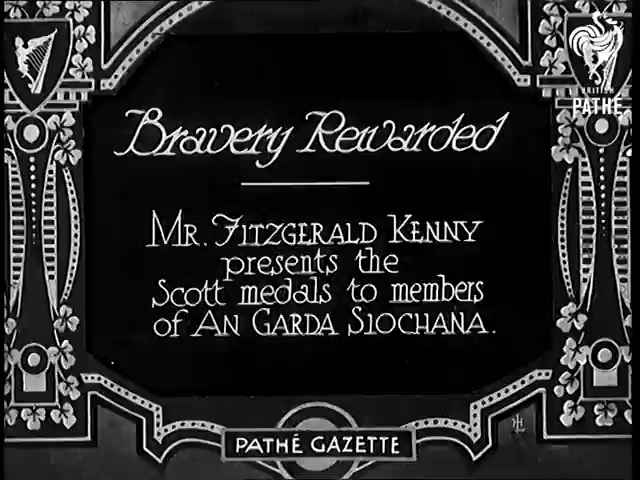 BRITISH
PATHÉ
Bravery Rewarded
MR. FITZGERALD KENNY
presents the
Scott medals to members
of AN GARDA SIOCHANA.
PATHÉ GAZETTE